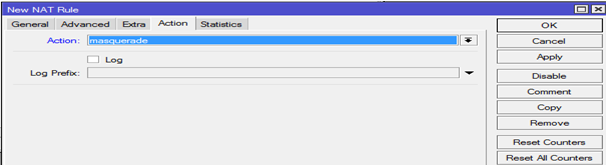 New NAT Rule
General Advanced Extra Action Statistics
Action: masquerade
Log
Log Prefix:
OK
Cancel
Apply
Disable
Comment
Copy
Remove
Reset Counters
Reset All Counters